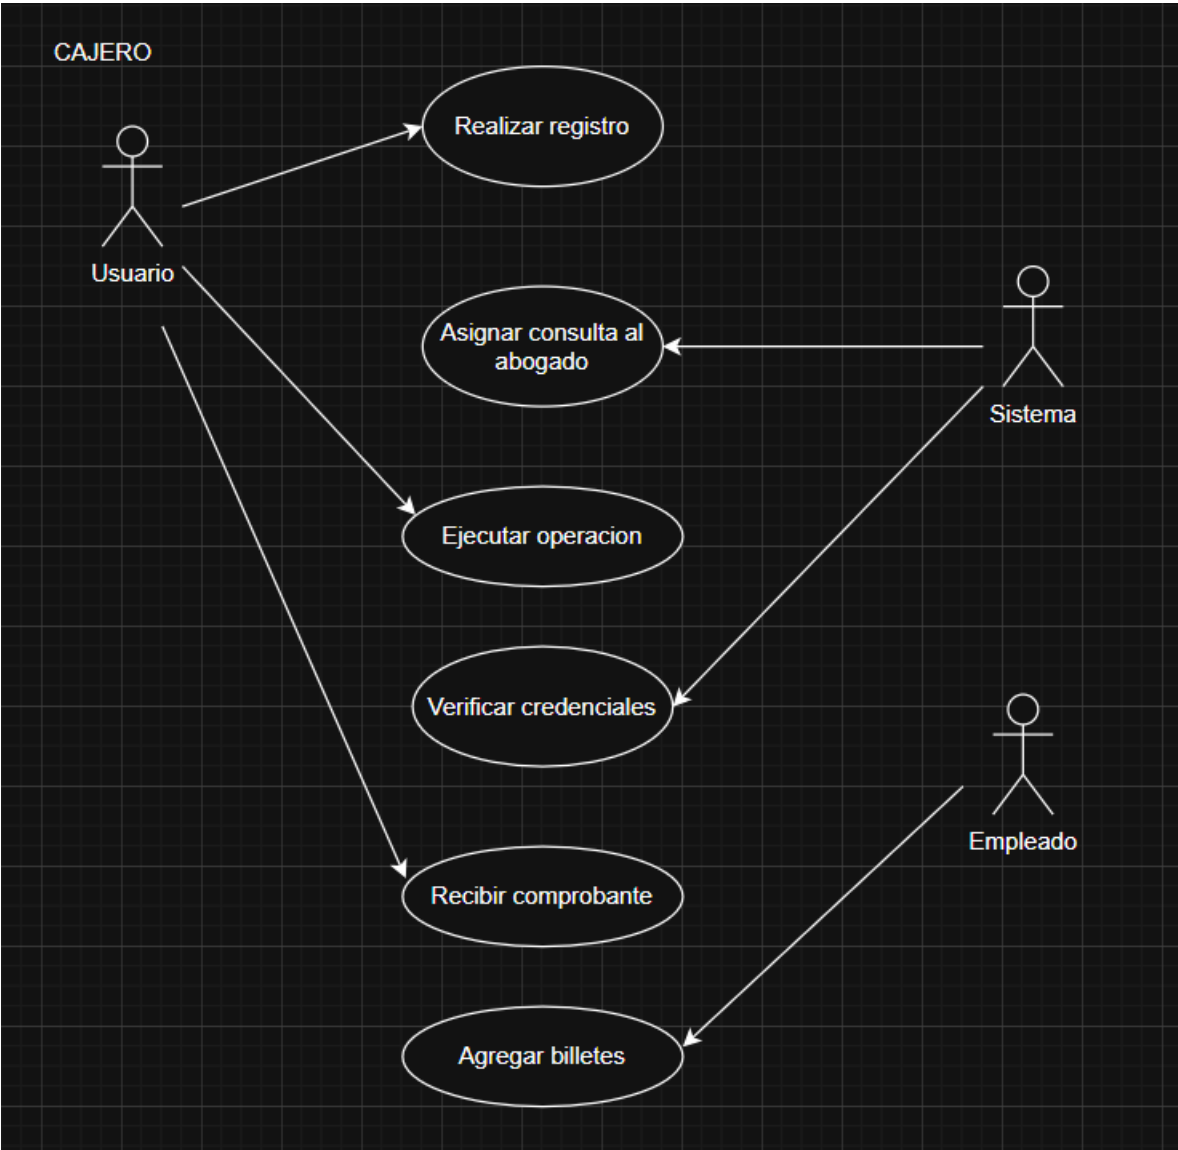 CAJERO
Realizar registro
Usuario
Asignar consulta al
abogado
Sistema
Ejecutar operacion
Verificar credenciales
Empleado
Recibir comprobante
Agregar billetes